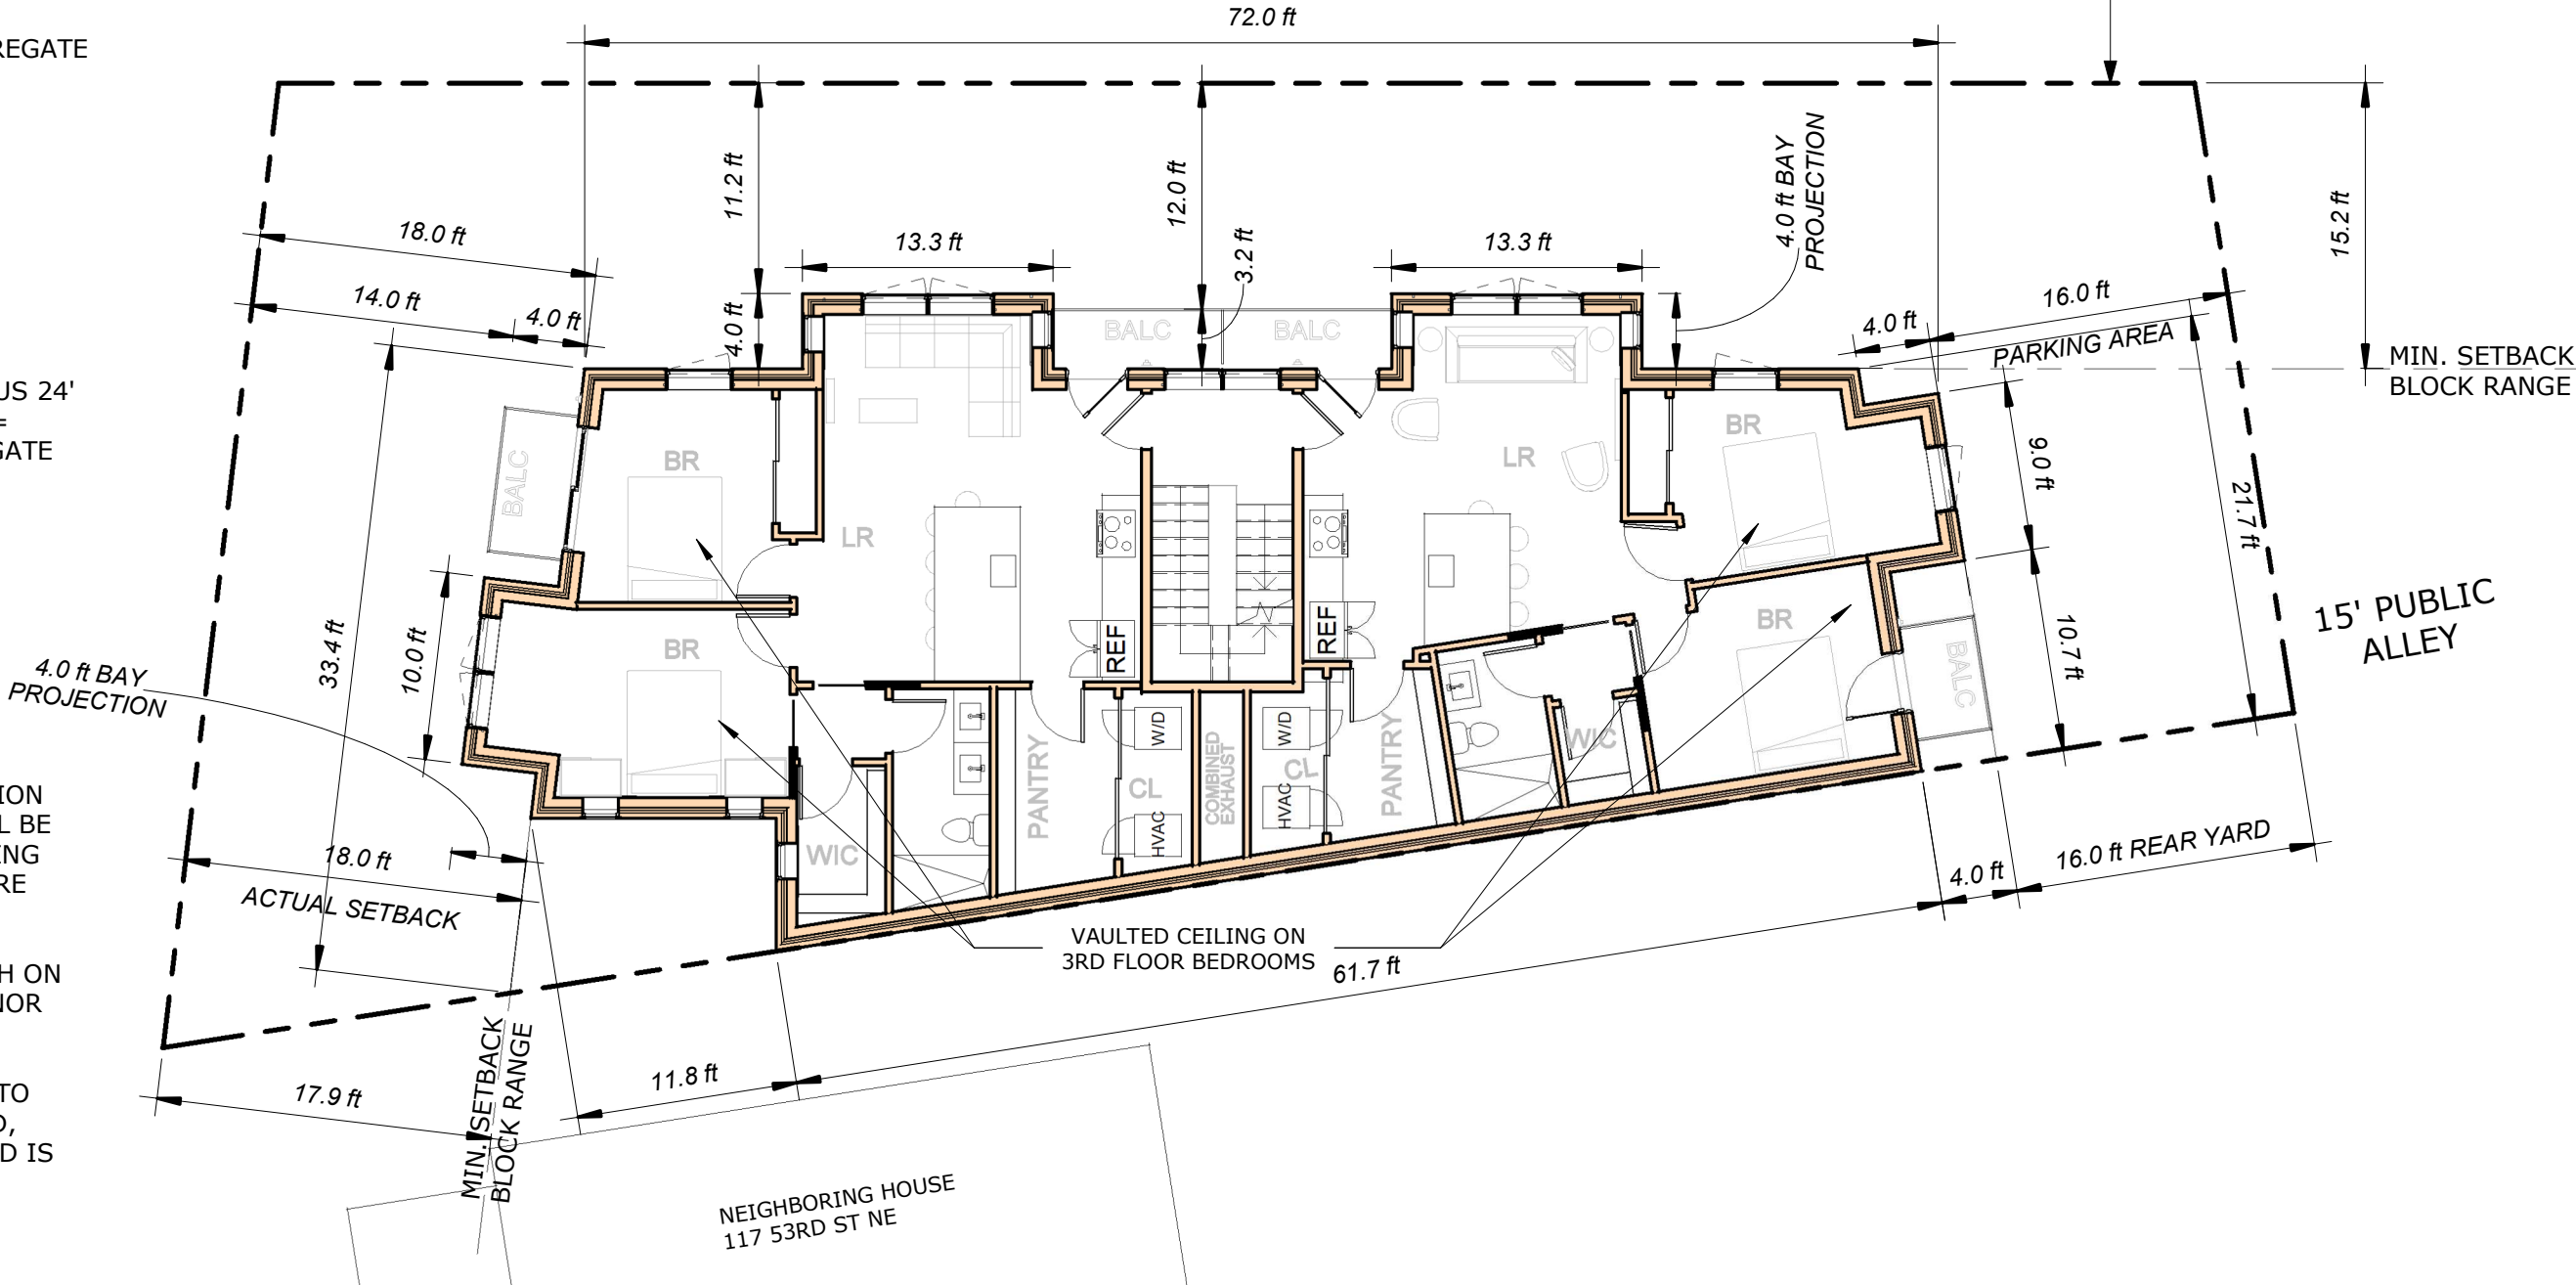 72.0 ft
REGATE
11.2 ft
12.0 ft
4.0 ft BAY
PROJECTION
15.2 ft
18.0 ft
13.3 ft
3.2 ft
13.3 ft
14.0 ft
4.0 ft
4.0 ft
BALC
BALC
4.0 ft
16.0 ft
PARKING AREA
MIN. SETBACK
BLOCK RANGE
US 24'
=
GATE
BALC
BR
LR
LR
BR
9.0 ft
21.7 ft
33.4 ft
10.0 ft
4.0 ft BAY
PROJECTION
BR
REF
REF
BR
BALC
10.7 ft
15' PUBLIC
ALLEY
WIC
PANTRY
W/D
CL
HVAC
COMBINED
EXHAUST
W/D
CL
HVAC
PANTRY
WIC
ION
L BE
ING
RE
18.0 ft
ACTUAL SETBACK
4.0 ft
16.0 ft REAR YARD
VAULTED CEILING ON
3RD FLOOR BEDROOMS
61.7 ft
H ON
NOR
MIN. SETBACK
BLOCK RANGE
11.8 ft
17.9 ft
TO
D IS
NEIGHBORING HOUSE
117 53RD ST NE